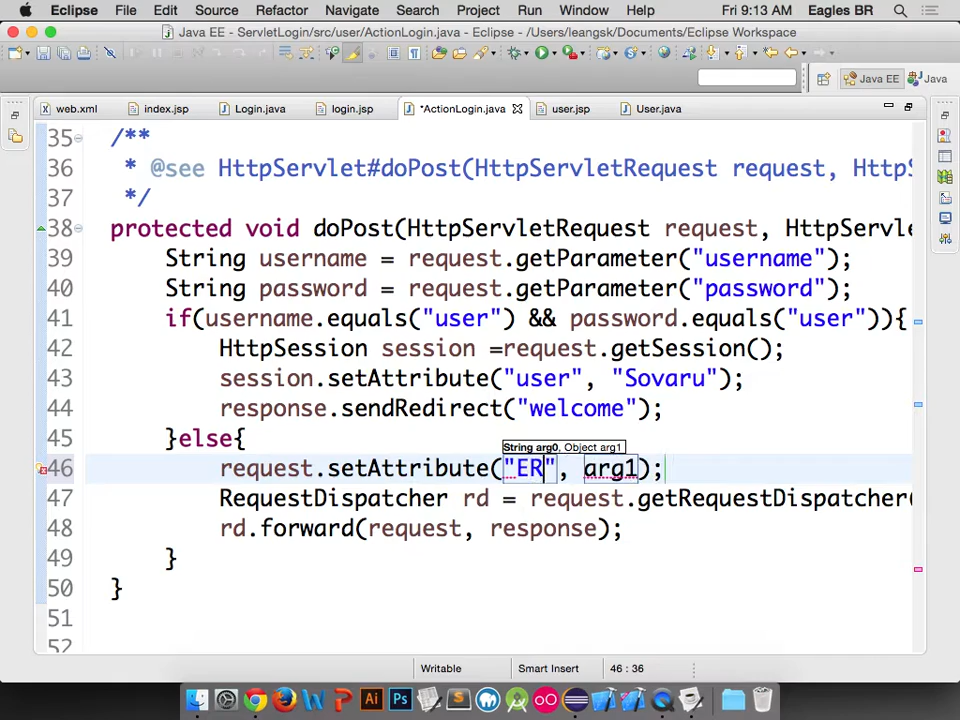 Eclipse File Edit Source Refactor Navigate Search Project Run Window Help Fri 9:13 AM Eagles BR
Java EE - ServletLogin/src/user/ActionLogin.java - Eclipse - /Users/leangsk/Documents/Eclipse Workspace
Java EE Java
web.xml index.jsp Login.java login.jsp *ActionLogin.java user.jsp User.java
35 /**
36 * @see HttpServlet#doPost(HttpServletRequest request, HttpS
37 */
38 protected void doPost(HttpServletRequest request, HttpServle
39 String username = request.getParameter("username");
40 String password = request.getParameter("password");
41 if(username.equals("user") && password.equals("user")){
42 HttpSession session =request.getSession();
43 session.setAttribute("user", "Sovaru");
44 response.sendRedirect("welcome");
45 }else{
String arg0, Object arg1
46 request.setAttribute("ER", arg1);
47 RequestDispatcher rd = request.getRequestDispatcher(
48 rd.forward(request, response);
49 }
50 }
51
52
Writable Smart Insert 46 : 36
W P Ai Ps S